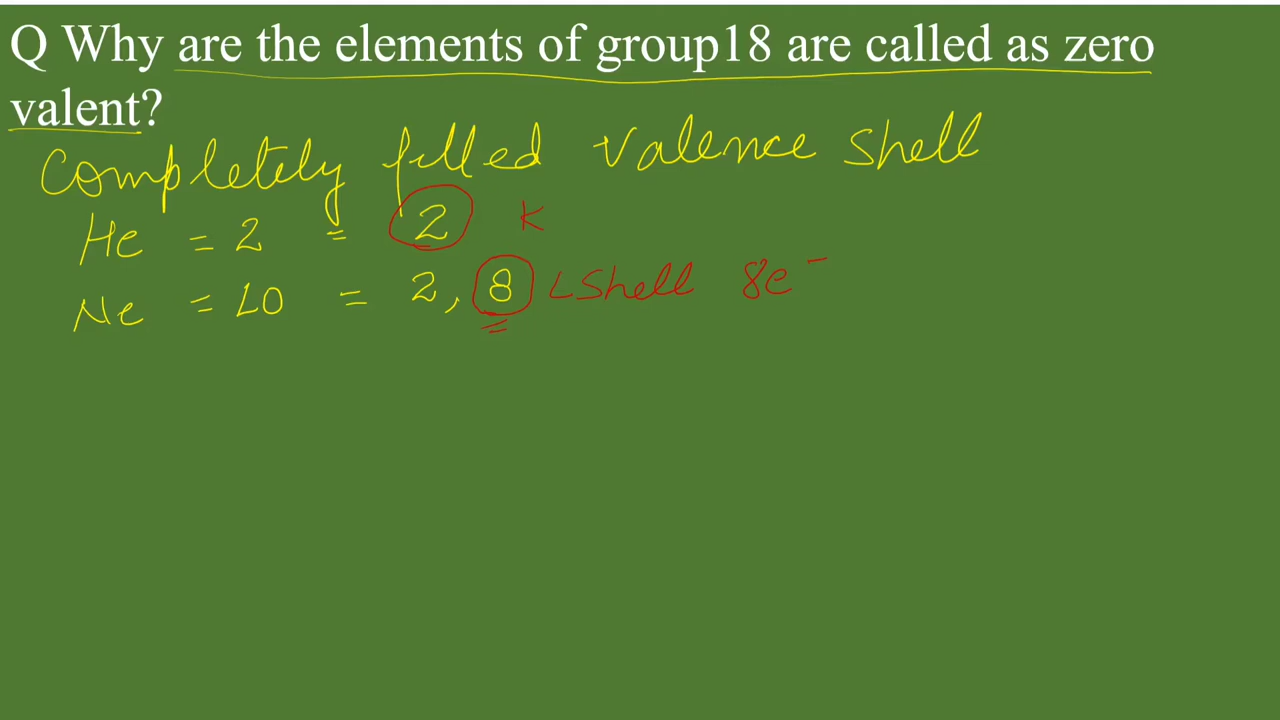 Q Why are the elements of group18 are called as zero
valent?
Completely filled valence shell
He = 2 = 2 K
Ne = 10 = 2, 8 L Shell 8e⁻